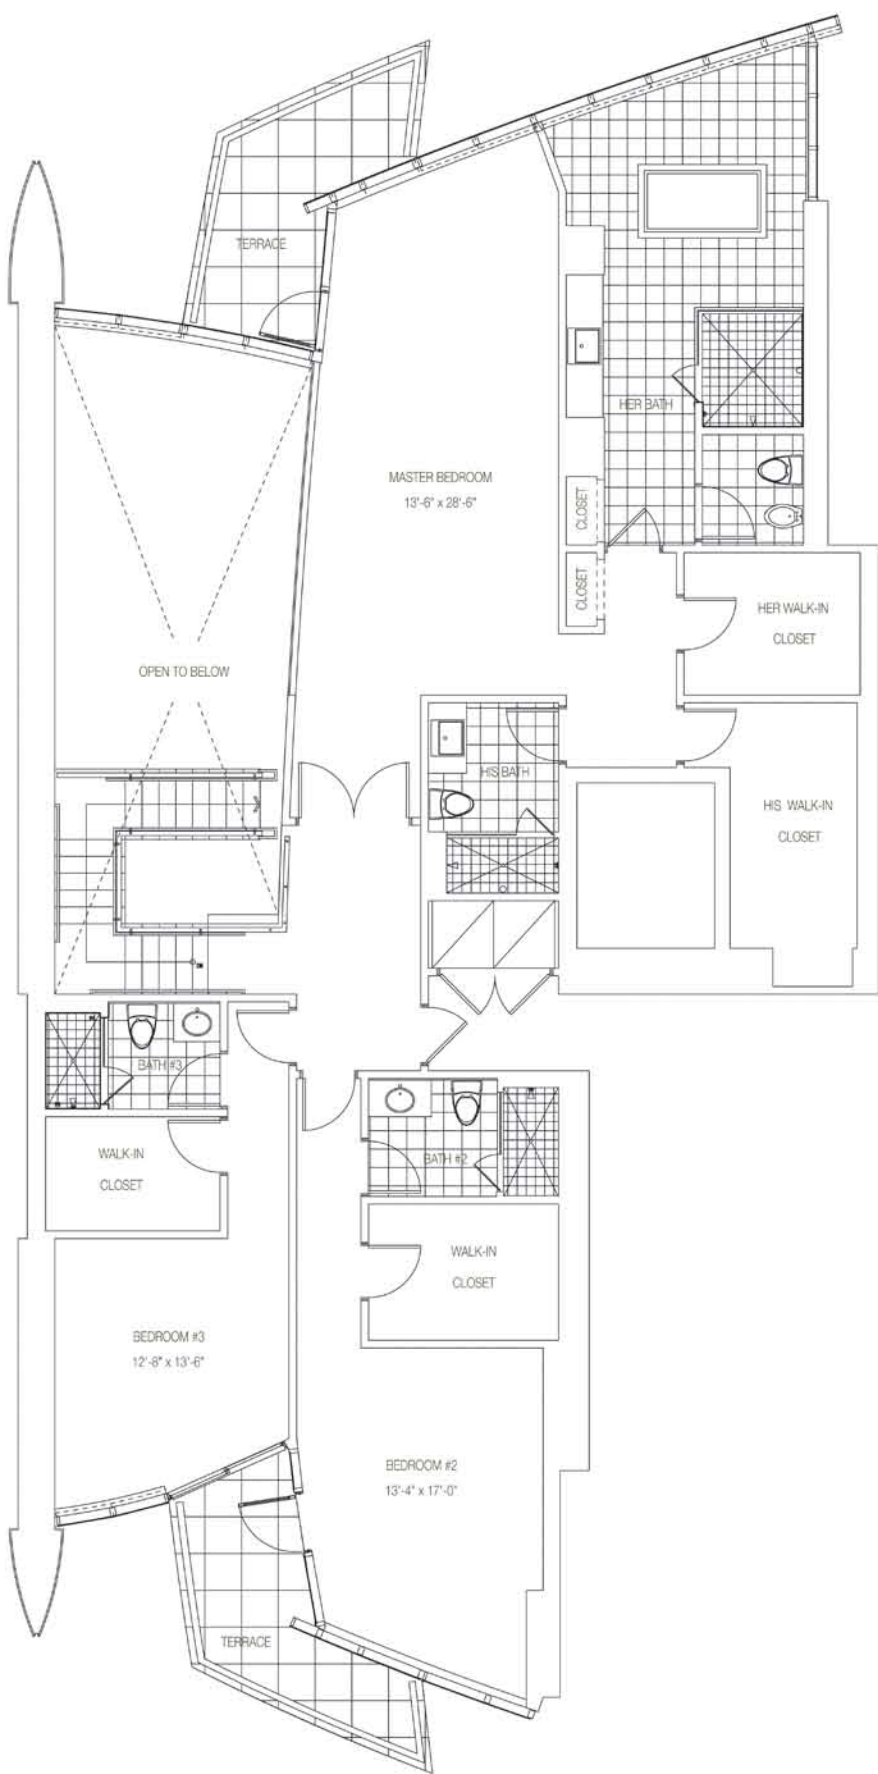 TERRACE
HER BATH
MASTER BEDROOM
13'-6" x 28'-6"
CLOSET
CLOSET
HER WALK-IN
CLOSET
OPEN TO BELOW
HIS BATH
HIS WALK-IN
CLOSET
BATH #3
WALK-IN
CLOSET
BATH #2
WALK-IN
CLOSET
BEDROOM #3
12'-8" x 13'-6"
BEDROOM #2
13'-4" x 17'-0"
TERRACE